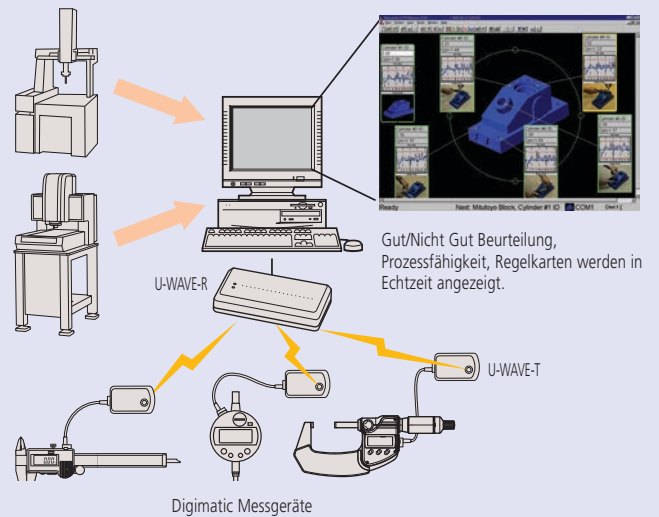 Ready
Next: Mitutoyo Block, Cylinder #1 ID
COM1
Gut/Nicht Gut Beurteilung,
Prozessfähigkeit, Regelkarten werden in
Echtzeit angezeigt.
U-WAVE-R
U-WAVE-T
Digimatic Messgeräte